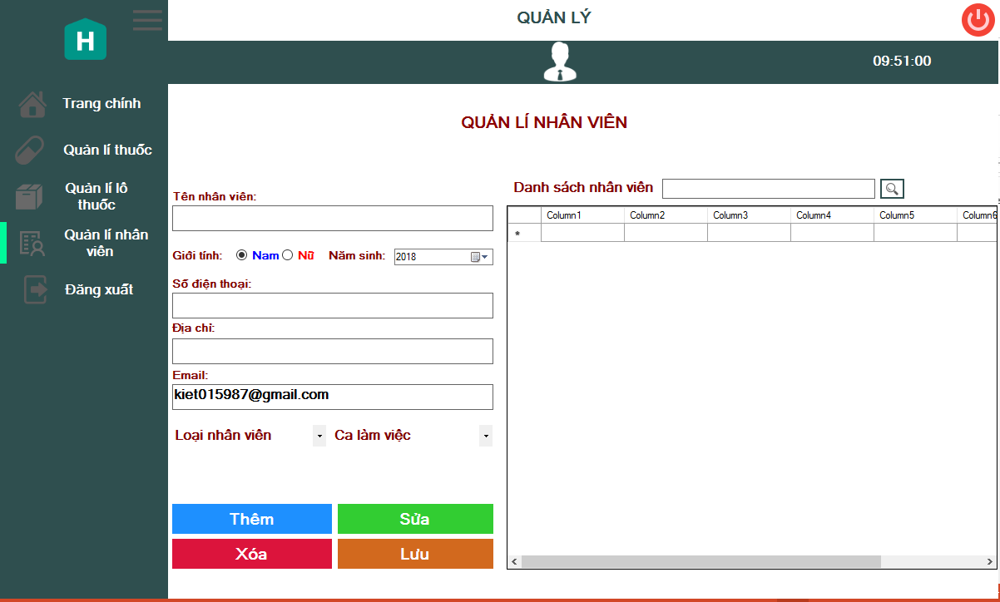 QUẢN LÝ
H
09:51:00
Trang chính
Quản lí thuốc
Quản lí lô
thuốc
Quản lí nhân
viên
Đăng xuất
QUẢN LÍ NHÂN VIÊN
Tên nhân viên:
Giới tính: Nam Nữ Năm sinh: 2018
Số điện thoại:
Địa chỉ:
Email:
kiet015987@gmail.com
Loại nhân viên Ca làm việc
Thêm Sửa
Xóa Lưu
Danh sách nhân viên
Column1 Column2 Column3 Column4 Column5 Column6
*